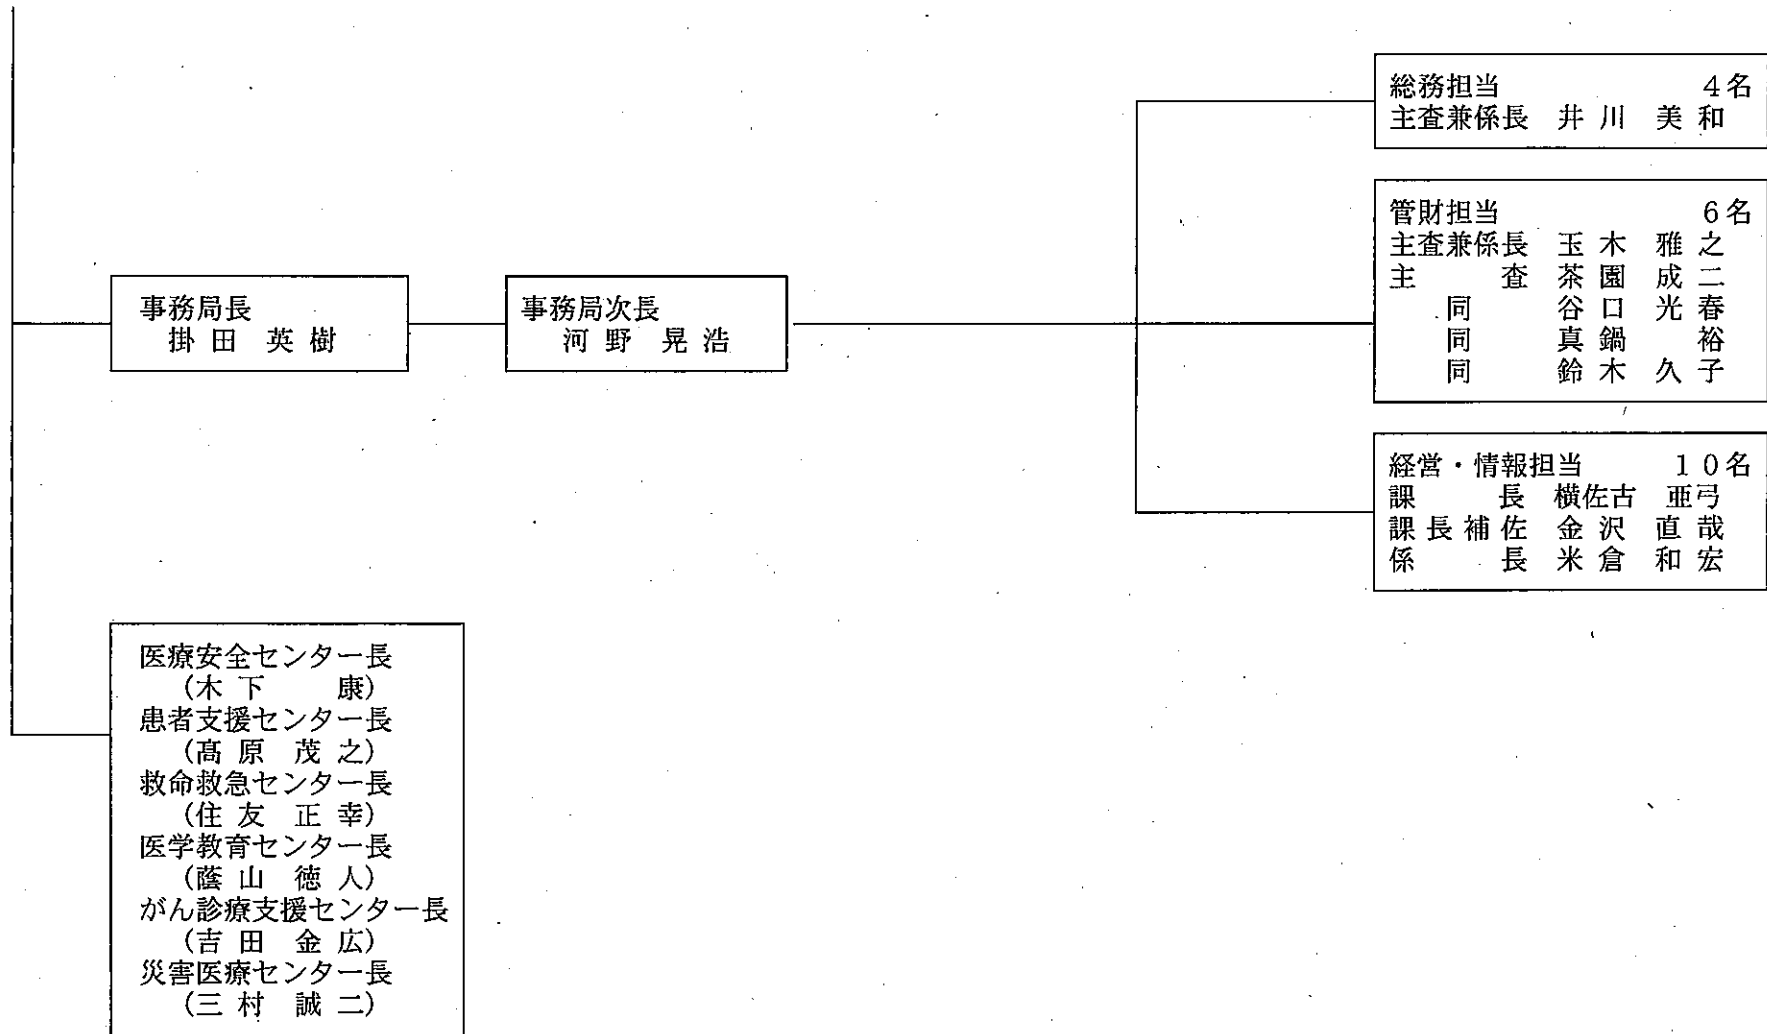 事務局長
掛田 英樹
事務局次長
河野 晃浩
総務担当 4名
主査兼係長 井川 美和
管財担当 6名
主査兼係長 玉木 雅之
主査 茶園 成二
同 谷口 光春
同 真鍋 裕
同 鈴木 久子
経営・情報担当 10名
課長 横佐古 亜弓
課長補佐 金沢 直哉
係長 米倉 和宏
医療安全センター長
(木下 康)
患者支援センター長
(髙原 茂之)
救命救急センター長
(住友 正幸)
医学教育センター長
(蔭山 徳人)
がん診療支援センター長
(吉田 金広)
災害医療センター長
(三村 誠二)